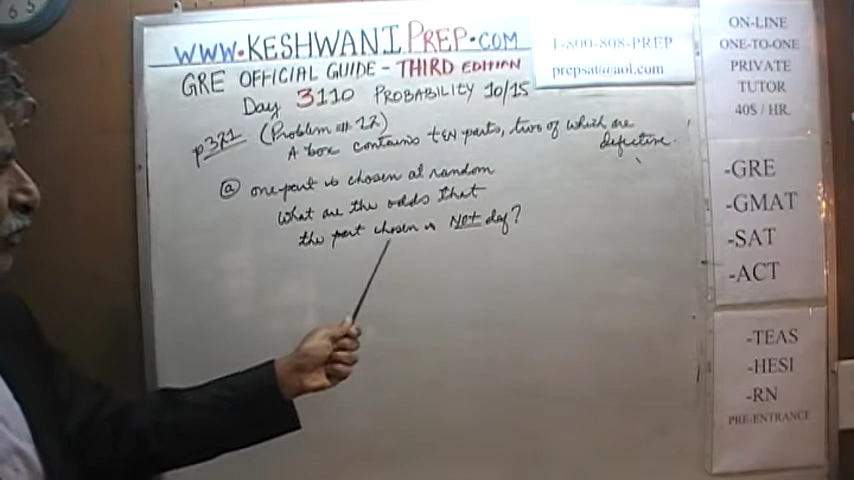 65
WWW.KESHWANIPREP.COM
GRE OFFICIAL GUIDE - THIRD EDITION
Day 3110 PROBABILITY 10/15
p321 (Problem # 12)
A box contains ten parts, two of which are
defective.
(a) one part is chosen at random
What are the odds that
the part chosen is Not def?
1-800-808-PREP
prepsat@aol.com
ON-LINE
ONE-TO-ONE
PRIVATE
TUTOR
40$ / HR.
-GRE
-GMAT
-SAT
-ACT
-TEAS
-HESI
-RN
PRE-ENTRANCE